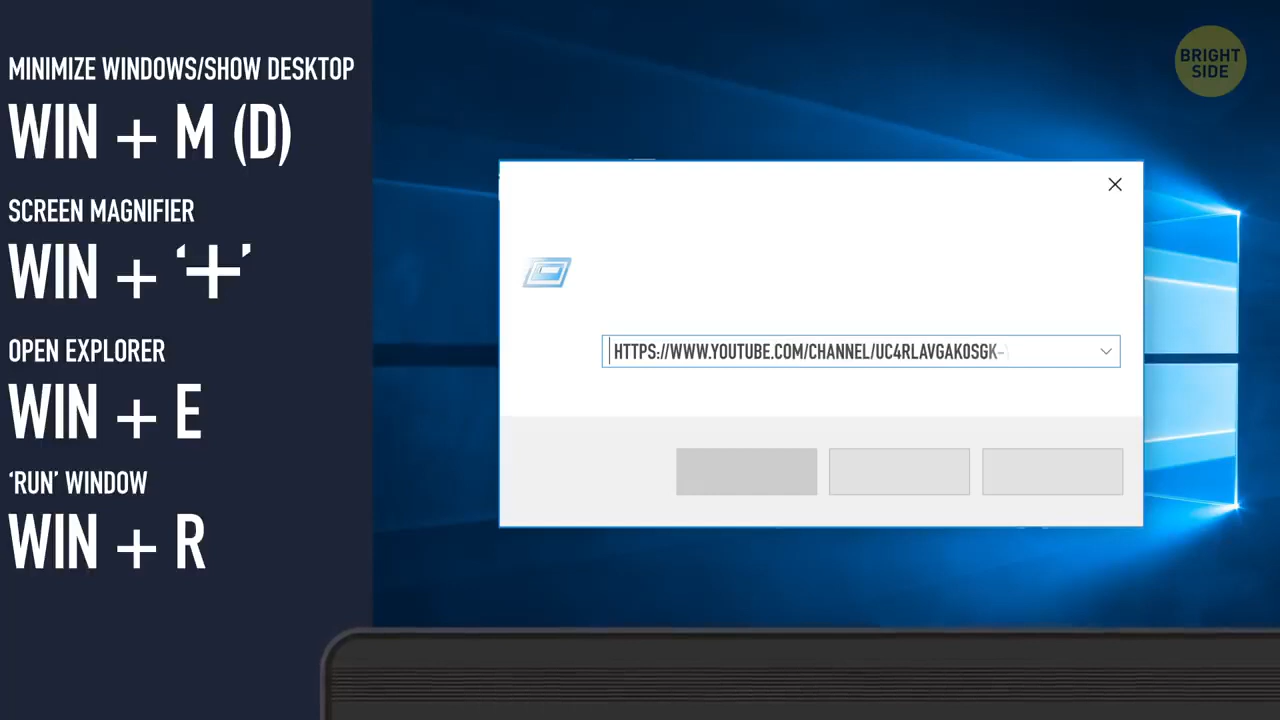 MINIMIZE WINDOWS/SHOW DESKTOP
WIN + M (D)
SCREEN MAGNIFIER
WIN + ‘+’
OPEN EXPLORER
WIN + E
‘RUN’ WINDOW
WIN + R
HTTPS://WWW.YOUTUBE.COM/CHANNEL/UC4RLAVGAK0SGK-
BRIGHT
SIDE